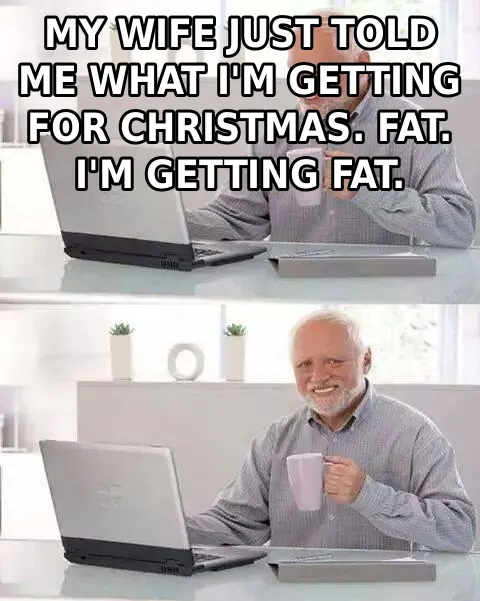 MY WIFE JUST TOLD
ME WHAT I'M GETTING
FOR CHRISTMAS. FAT.
I'M GETTING FAT.